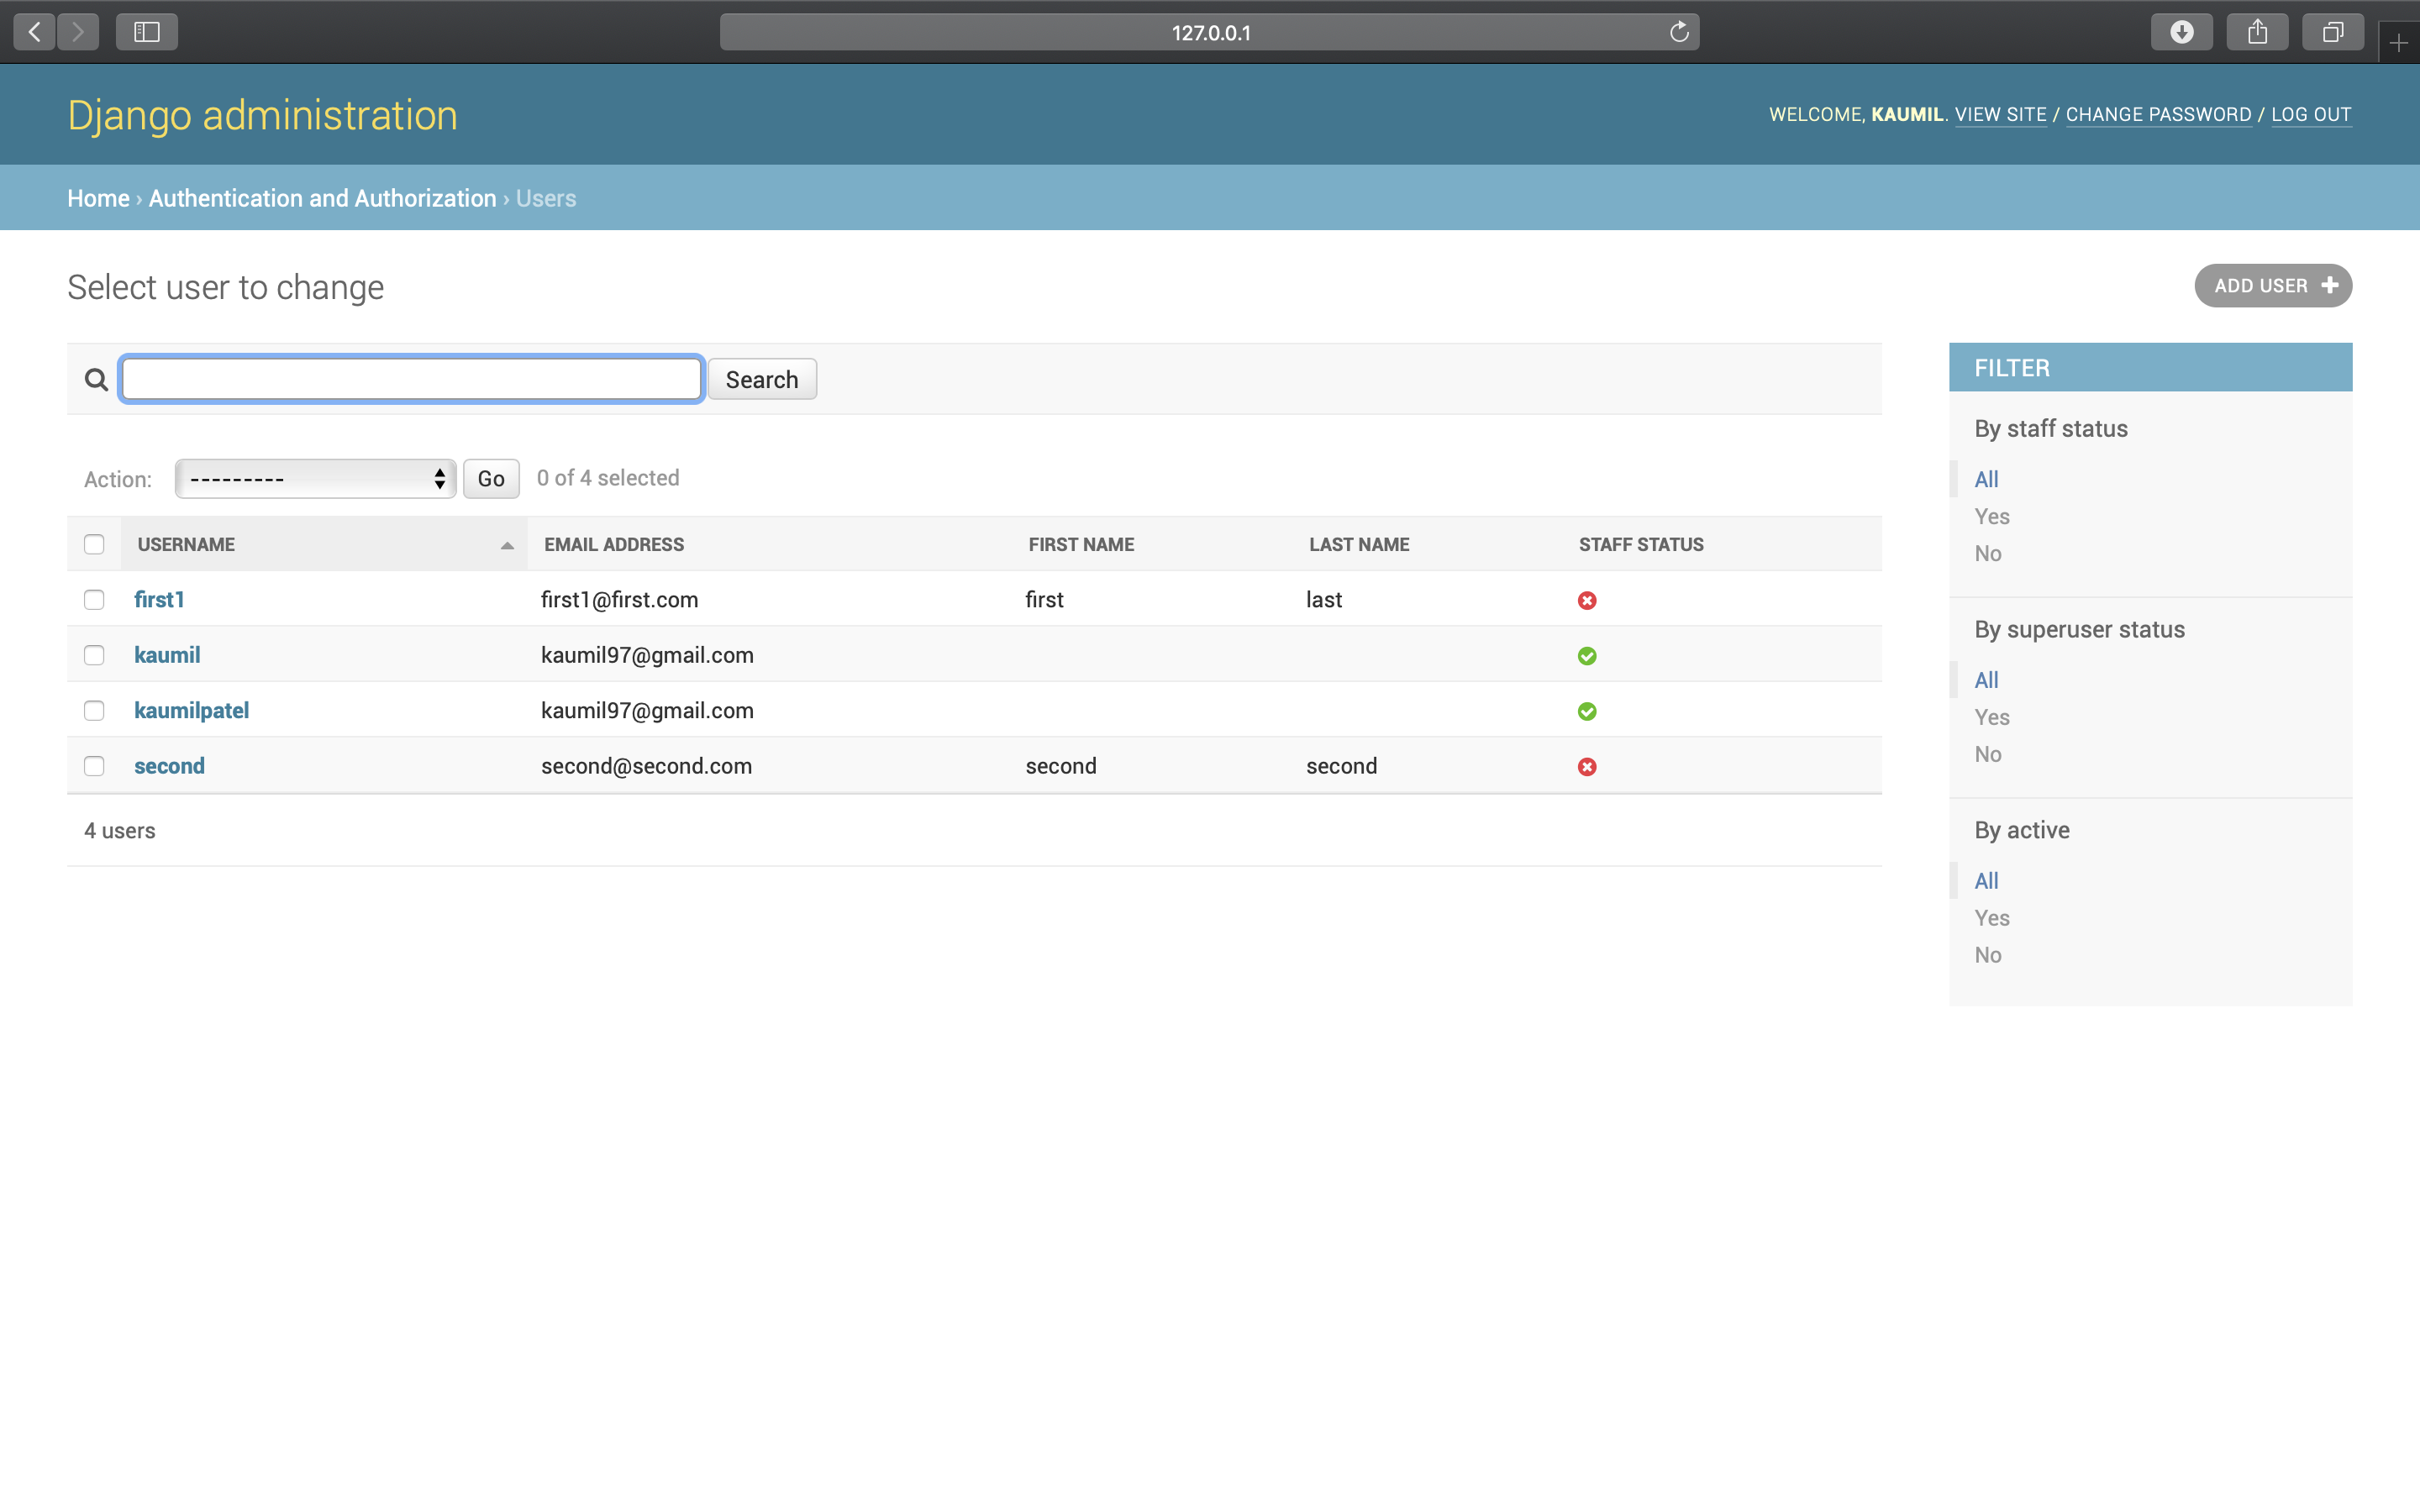 127.0.0.1
Django administration
WELCOME, KAUMIL. VIEW SITE / CHANGE PASSWORD / LOG OUT
Home › Authentication and Authorization › Users
Select user to change
ADD USER +
Search
Action: --------- Go 0 of 4 selected
USERNAME EMAIL ADDRESS FIRST NAME LAST NAME STAFF STATUS
first1 first1@first.com first last
kaumil kaumil97@gmail.com
kaumilpatel kaumil97@gmail.com
second second@second.com second second
4 users
FILTER
By staff status
All
Yes
No
By superuser status
All
Yes
No
By active
All
Yes
No